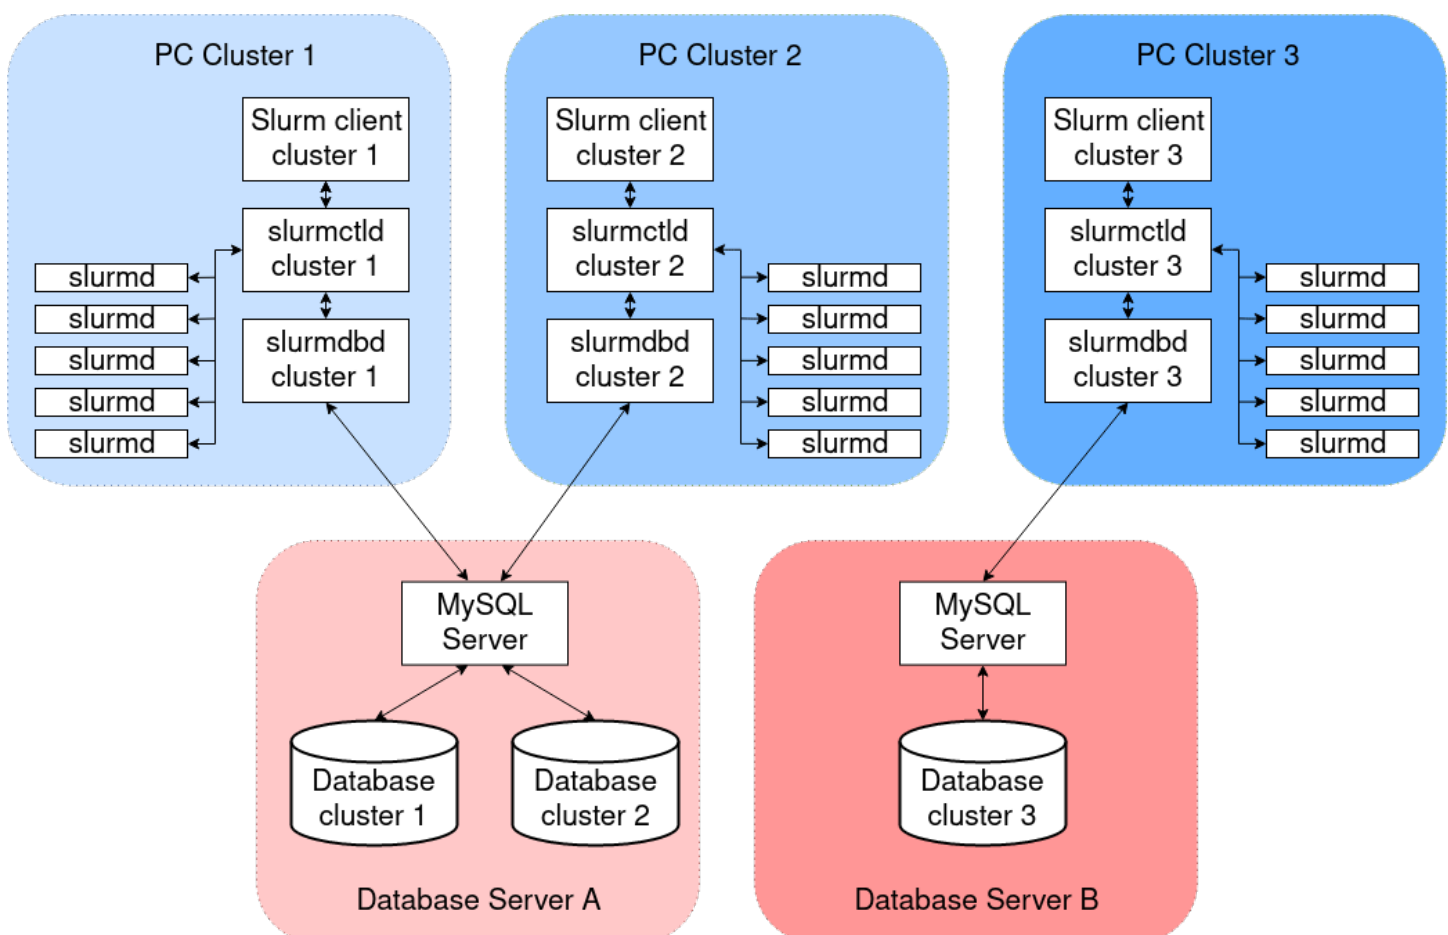 PC Cluster 1
Slurm client
cluster 1
slurmctld
cluster 1
slurmd
slurmd
slurmd
slurmd
slurmd
slurmdbd
cluster 1
PC Cluster 2
Slurm client
cluster 2
slurmctld
cluster 2
slurmdbd
cluster 2
slurmd
slurmd
slurmd
slurmd
slurmd
PC Cluster 3
Slurm client
cluster 3
slurmctld
cluster 3
slurmdbd
cluster 3
slurmd
slurmd
slurmd
slurmd
slurmd
MySQL
Server
Database
cluster 1
Database
cluster 2
Database Server A
MySQL
Server
Database
cluster 3
Database Server B